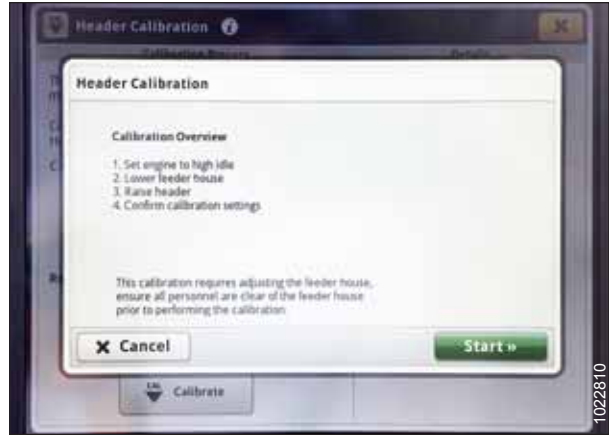 Header Calibration
Header Calibration
Calibration Overview
1. Set engine to high idle
2. Lower feeder house
3. Raise header
4. Confirm calibration settings
This calibration requires adjusting the feeder house,
ensure all personnel are clear of the feeder house
prior to performing the calibration
Cancel
Start »
CAL
Calibrate
1022810